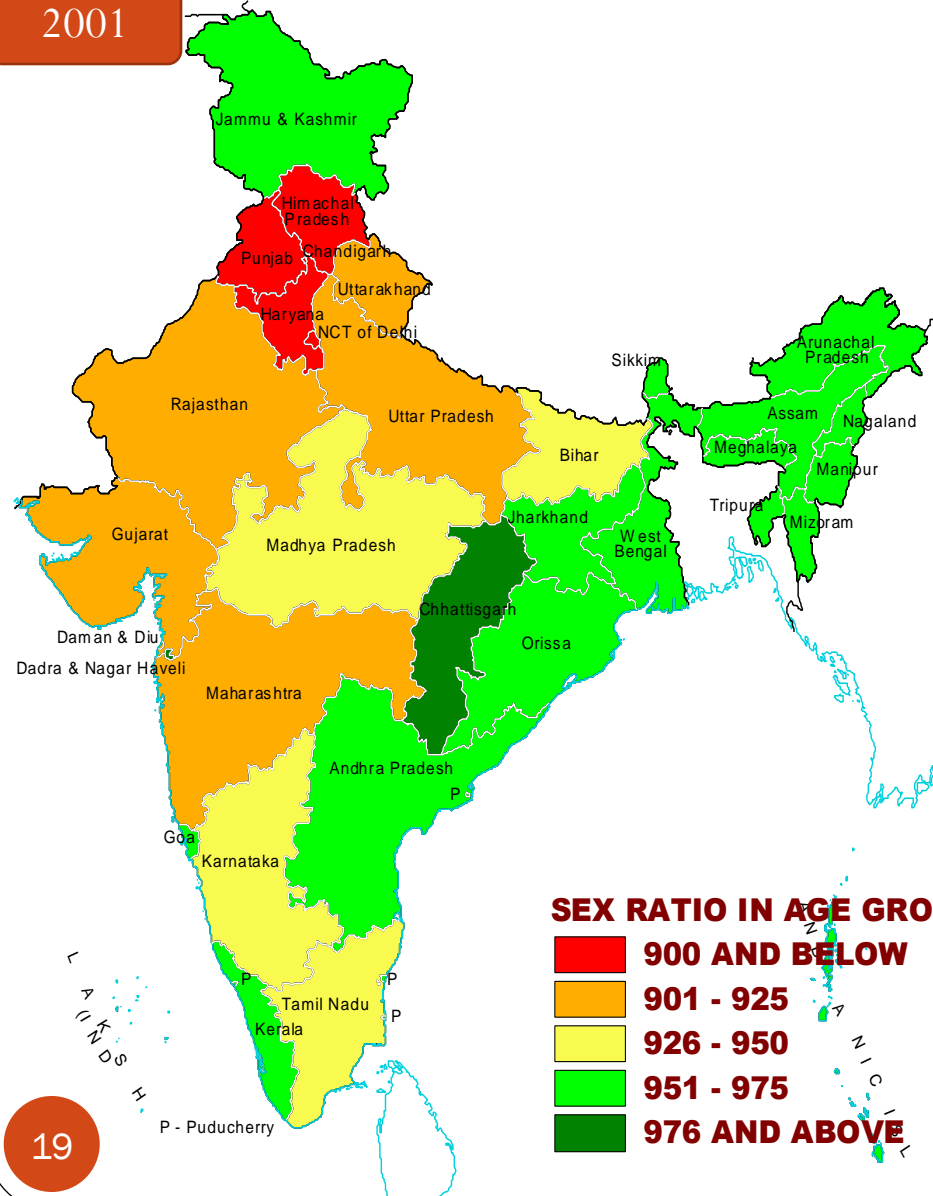 2001
Jammu & Kashmir
Himachal
Pradesh
Punjab
Chandigarh
Uttarakhand
Haryana
NCT of Delhi
Rajasthan
Uttar Pradesh
Sikkim
Arunachal
Pradesh
Assam
Nagaland
Meghalaya
Manipur
Tripura
Mizoram
Bihar
Jharkhand
West
Bengal
Gujarat
Madhya Pradesh
Chhattisgarh
Orissa
Daman & Diu
Dadra & Nagar Haveli
Maharashtra
Andhra Pradesh
P
Goa
Karnataka
P
P
Tamil Nadu
P
Kerala
L A K S H
(I N D
A N
A N I C
I S L
P - Puducherry
SEX RATIO IN AGE GRO
900 AND BELOW
901 - 925
926 - 950
951 - 975
976 AND ABOVE
19